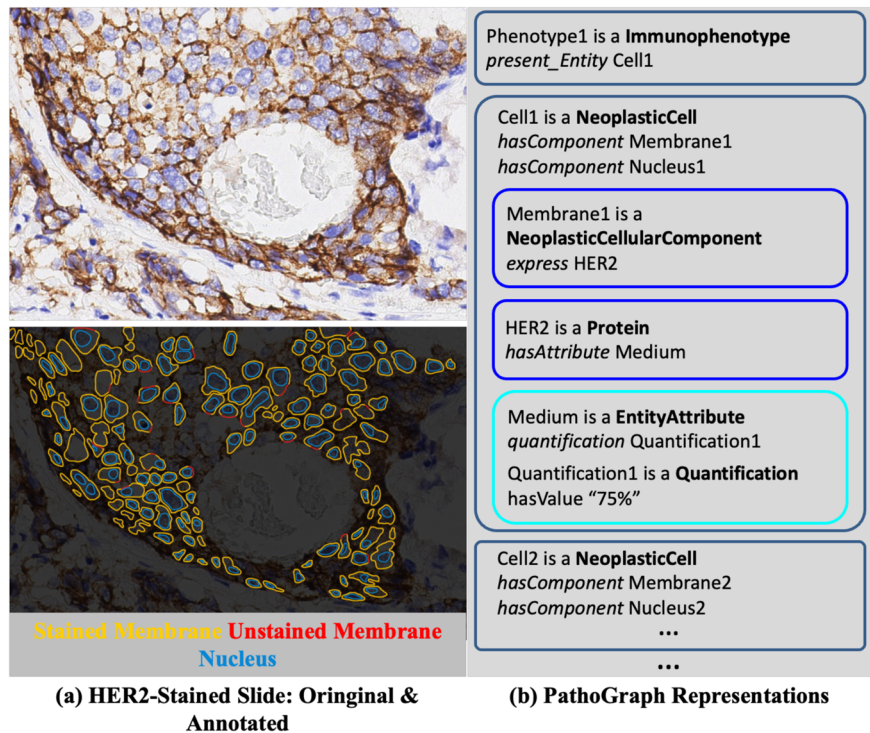 Stained Membrane Unstained Membrane
Nucleus
(a) HER2-Stained Slide: Oringinal &
Annotated
Phenotype1 is a Immunophenotype
present_Entity Cell1
Cell1 is a NeoplasticCell
hasComponent Membrane1
hasComponent Nucleus1
Membrane1 is a
NeoplasticCellularComponent
express HER2
HER2 is a Protein
hasAttribute Medium
Medium is a EntityAttribute
quantification Quantification1
Quantification1 is a Quantification
hasValue “75%”
Cell2 is a NeoplasticCell
hasComponent Membrane2
hasComponent Nucleus2
...
...
(b) PathoGraph Representations